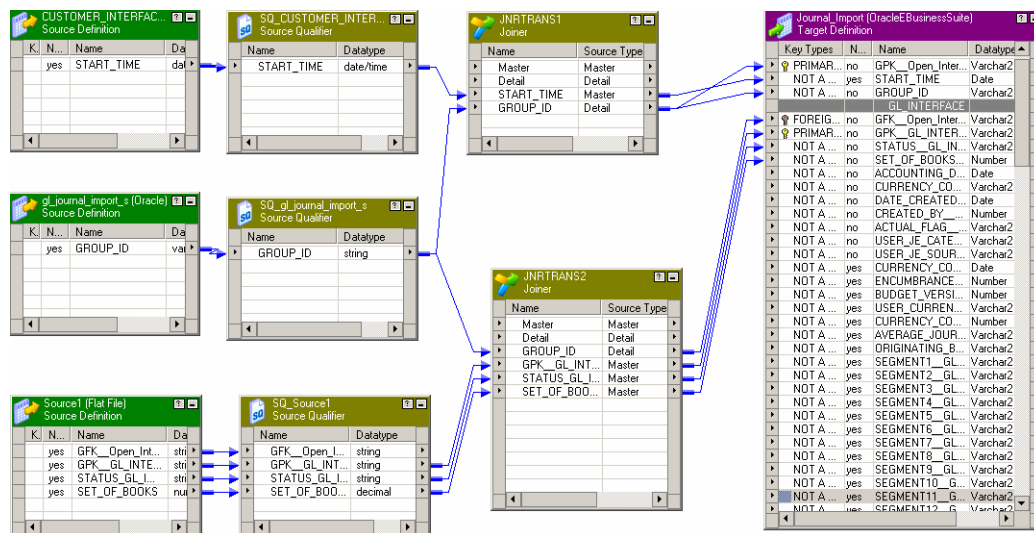 CUSTOMER_INTERFAC...
Source Definition
K. N... Name Da
yes START_TIME dat
SQ_CUSTOMER_INTER...
Source Qualifier
Name Datatype
START_TIME date/time
JNRTRANS1
Joiner
Name Source Type
Master Master
Detail Detail
START_TIME Master
GROUP_ID Detail
gl_journal_import_s (Oracle)
Source Definition
K. N... Name Da
yes GROUP_ID var
SQ_gl_journal_import_s
Source Qualifier
Name Datatype
GROUP_ID string
JNRTRANS2
Joiner
Name Source Type
Master Master
Detail Detail
GROUP_ID Detail
GPK__GL_INT... Master
STATUS_GL_I... Master
SET_OF_BOO... Master
Source1 (Flat File)
Source Definition
K. N... Name Da
yes GFK__Open_Int... stri
yes GPK__GL_INTE... stri
yes STATUS_GL_I... stri
yes SET_OF_BOOKS nu
SQ_Source1
Source Qualifier
Name Datatype
GFK__Open_I... string
GPK__GL_INT... string
STATUS_GL_I... string
SET_OF_BOO... decimal
Journal_Import (OracleEBusinessSuite)
Target Definition
Key Types N... Name Datatype
PRIMAR... no GPK__Open_Inter... Varchar2
NOT A ... yes START_TIME Date
NOT A ... no GROUP_ID Varchar2
GL_INTERFACE
FOREIG... no GFK__Open_Inter... Varchar2
PRIMAR... no GPK__GL_INTER... Varchar2
NOT A ... no STATUS__GL_IN... Varchar2
NOT A ... no SET_OF_BOOKS... Number
NOT A ... no ACCOUNTING_D... Date
NOT A ... no CURRENCY_CO... Varchar2
NOT A ... no DATE_CREATED... Date
NOT A ... no CREATED_BY__... Number
NOT A ... no ACTUAL_FLAG_... Varchar2
NOT A ... no USER_JE_CATE... Varchar2
NOT A ... no USER_JE_SOUR... Varchar2
NOT A ... yes CURRENCY_CO... Date
NOT A ... yes ENCUMBRANCE... Number
NOT A ... yes BUDGET_VERSI... Number
NOT A ... yes USER_CURREN... Varchar2
NOT A ... yes CURRENCY_CO... Number
NOT A ... yes AVERAGE_JOUR... Varchar2
NOT A ... yes ORIGINATING_B... Varchar2
NOT A ... yes SEGMENT1__GL... Varchar2
NOT A ... yes SEGMENT2__GL... Varchar2
NOT A ... yes SEGMENT3__GL... Varchar2
NOT A ... yes SEGMENT4__GL... Varchar2
NOT A ... yes SEGMENT5__GL... Varchar2
NOT A ... yes SEGMENT6__GL... Varchar2
NOT A ... yes SEGMENT7__GL... Varchar2
NOT A ... yes SEGMENT8__GL... Varchar2
NOT A ... yes SEGMENT9__GL... Varchar2
NOT A ... yes SEGMENT10__G... Varchar2
NOT A ... yes SEGMENT11__G... Varchar2
NOT A ... yes SEGMENT12__G... Varchar2